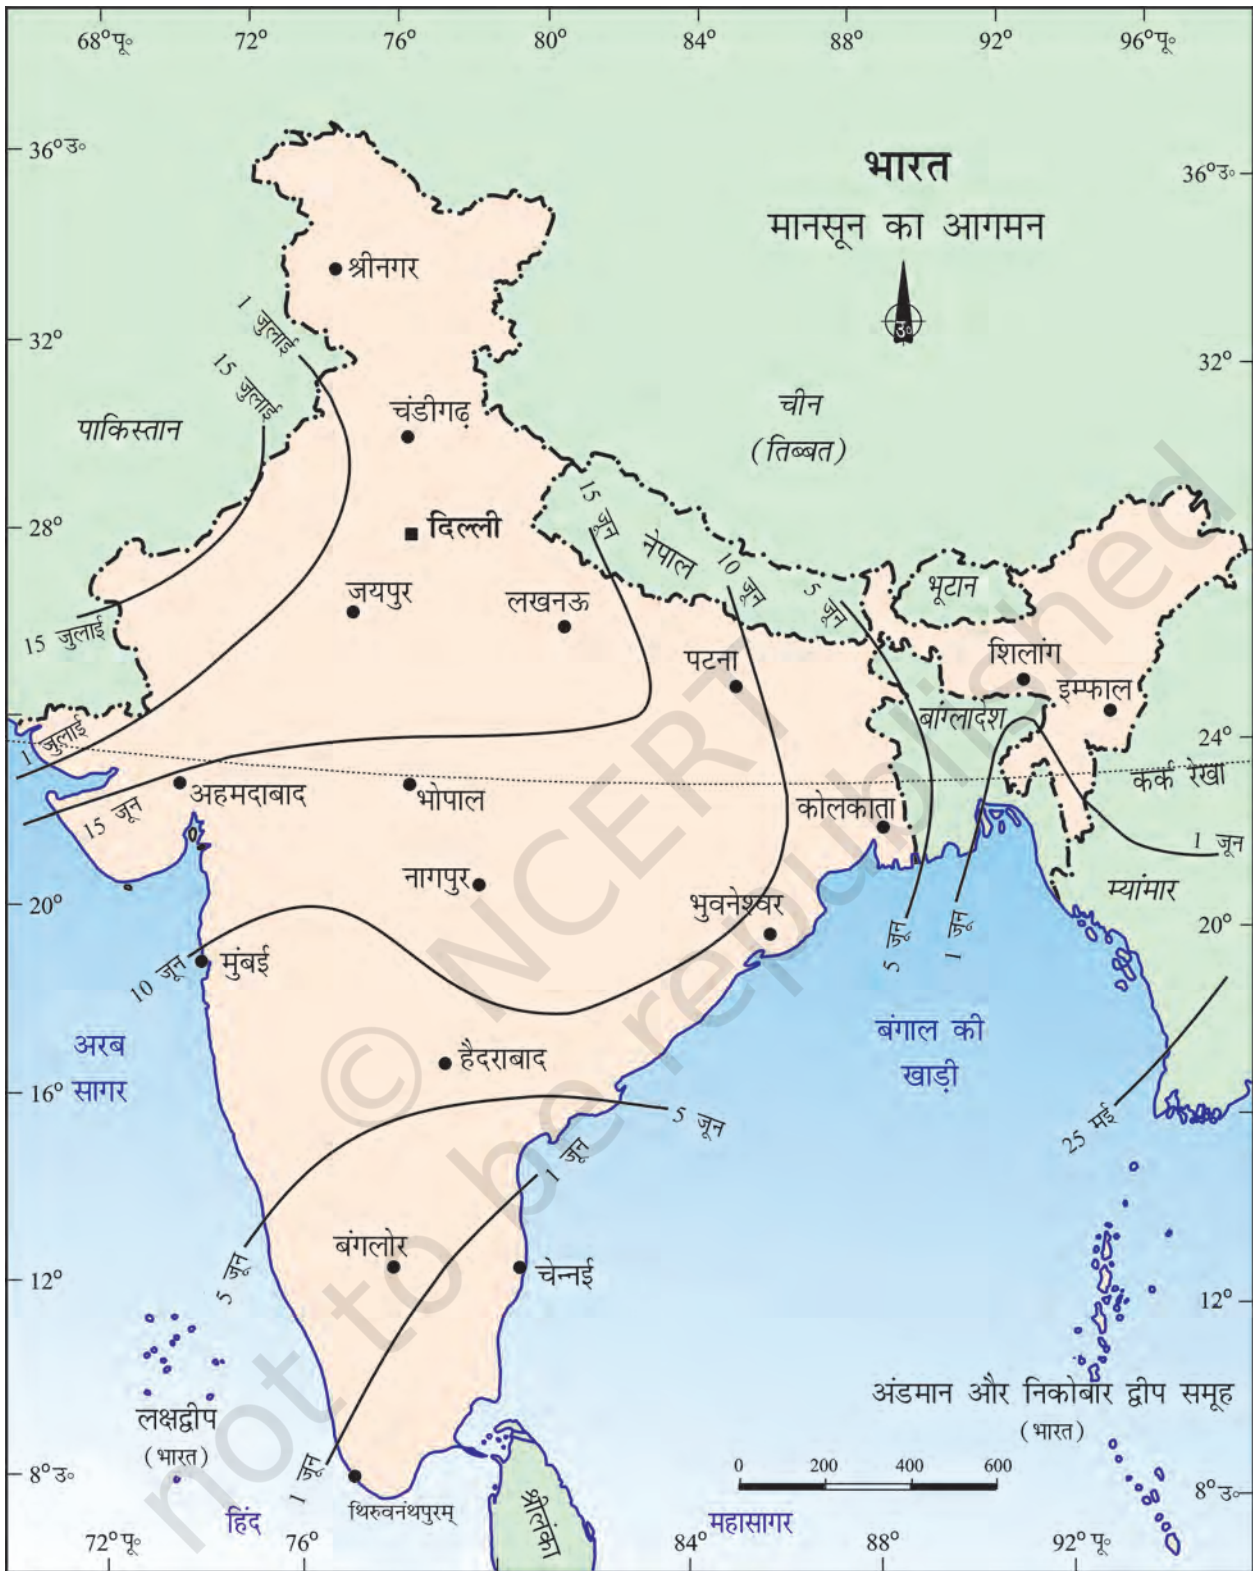 68° पू॰ 72° 76° 80° 84° 88° 92° 96° पू॰
36° उ॰
भारत
36° उ॰
मानसून का आगमन
श्रीनगर
उ॰
1 जुलाई
32°
32°
15 जुलाई
चंडीगढ़
चीन
पाकिस्तान
(तिब्बत)
28°
दिल्ली
15 जून
नेपाल
10 जून
5 जून
भूटान
जयपुर
लखनऊ
15 जुलाई
पटना
शिलांग
इम्फाल
बांग्लादेश
1 जुलाई
24°
कर्क रेखा
15 जून
अहमदाबाद
भोपाल
कोलकाता
1 जून
नागपुर
म्यांमार
20°
भुवनेश्वर
20°
10 जून
मुंबई
5 जून
1 जून
अरब
सागर
हैदराबाद
बंगाल की
खाड़ी
16°
5 जून
25 मई
1 जून
बंगलोर
चेन्नई
5 जून
12°
12°
लक्षद्वीप
(भारत)
अंडमान और निकोबार द्वीप समूह
(भारत)
8° उ॰
1 जून
0 200 400 600
8° उ॰
थिरुवनंथपुरम्
हिंद
श्रीलंका
महासागर
72° पू॰ 76° 84° 88° 92° पू॰
© NCERT
not to be republished